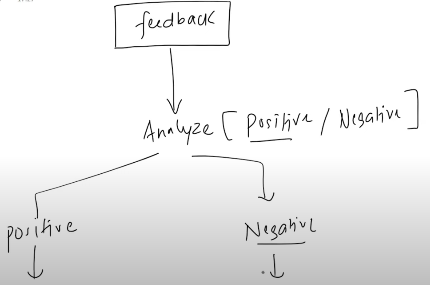 feedback
Analyze [Positive / Negative]
positive
Negative